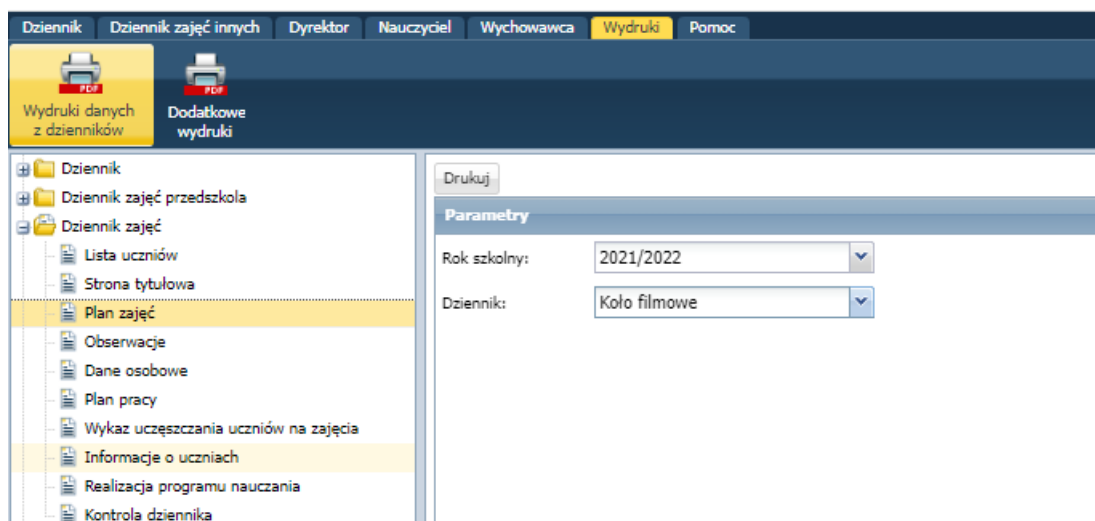 Dziennik Dziennik zajęć innych Dyrektor Nauczyciel Wychowawca Wydruki Pomoc
PDF PDF
Wydruki danych
z dzienników
Dodatkowe
wydruki
Dziennik
Dziennik zajęć przedszkola
Dziennik zajęć
Lista uczniów
Strona tytułowa
Plan zajęć
Obserwacje
Dane osobowe
Plan pracy
Wykaz uczęszczania uczniów na zajęcia
Informacje o uczniach
Realizacja programu nauczania
Kontrola dziennika
Drukuj
Parametry
Rok szkolny: 2021/2022
Dziennik: Koło filmowe